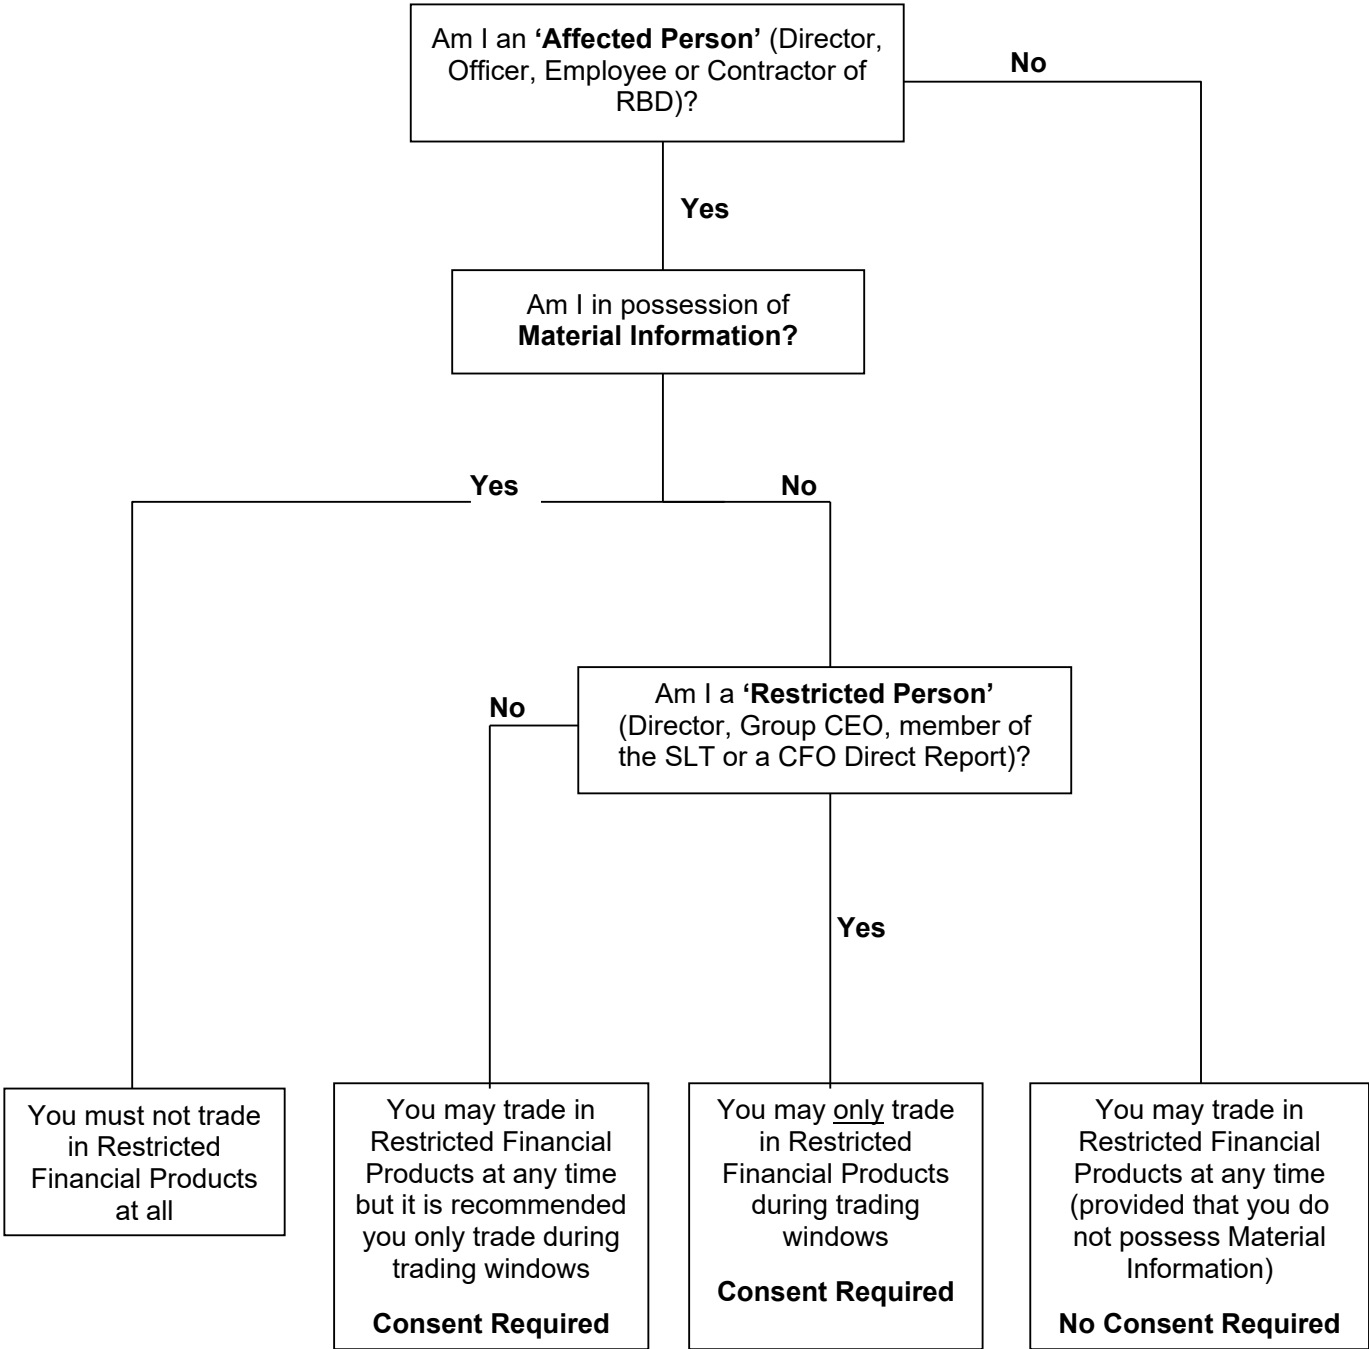 Am I an ‘Affected Person’ (Director,
Officer, Employee or Contractor of
RBD)?
No
Yes
Am I in possession of
Material Information?
Yes
No
Am I a ‘Restricted Person’
(Director, Group CEO, member of
the SLT or a CFO Direct Report)?
No
Yes
You must not trade
in Restricted
Financial Products
at all
You may trade in
Restricted Financial
Products at any time
but it is recommended
you only trade during
trading windows
Consent Required
You may only trade
in Restricted
Financial Products
during trading
windows
Consent Required
You may trade in
Restricted Financial
Products at any time
(provided that you do
not possess Material
Information)
No Consent Required